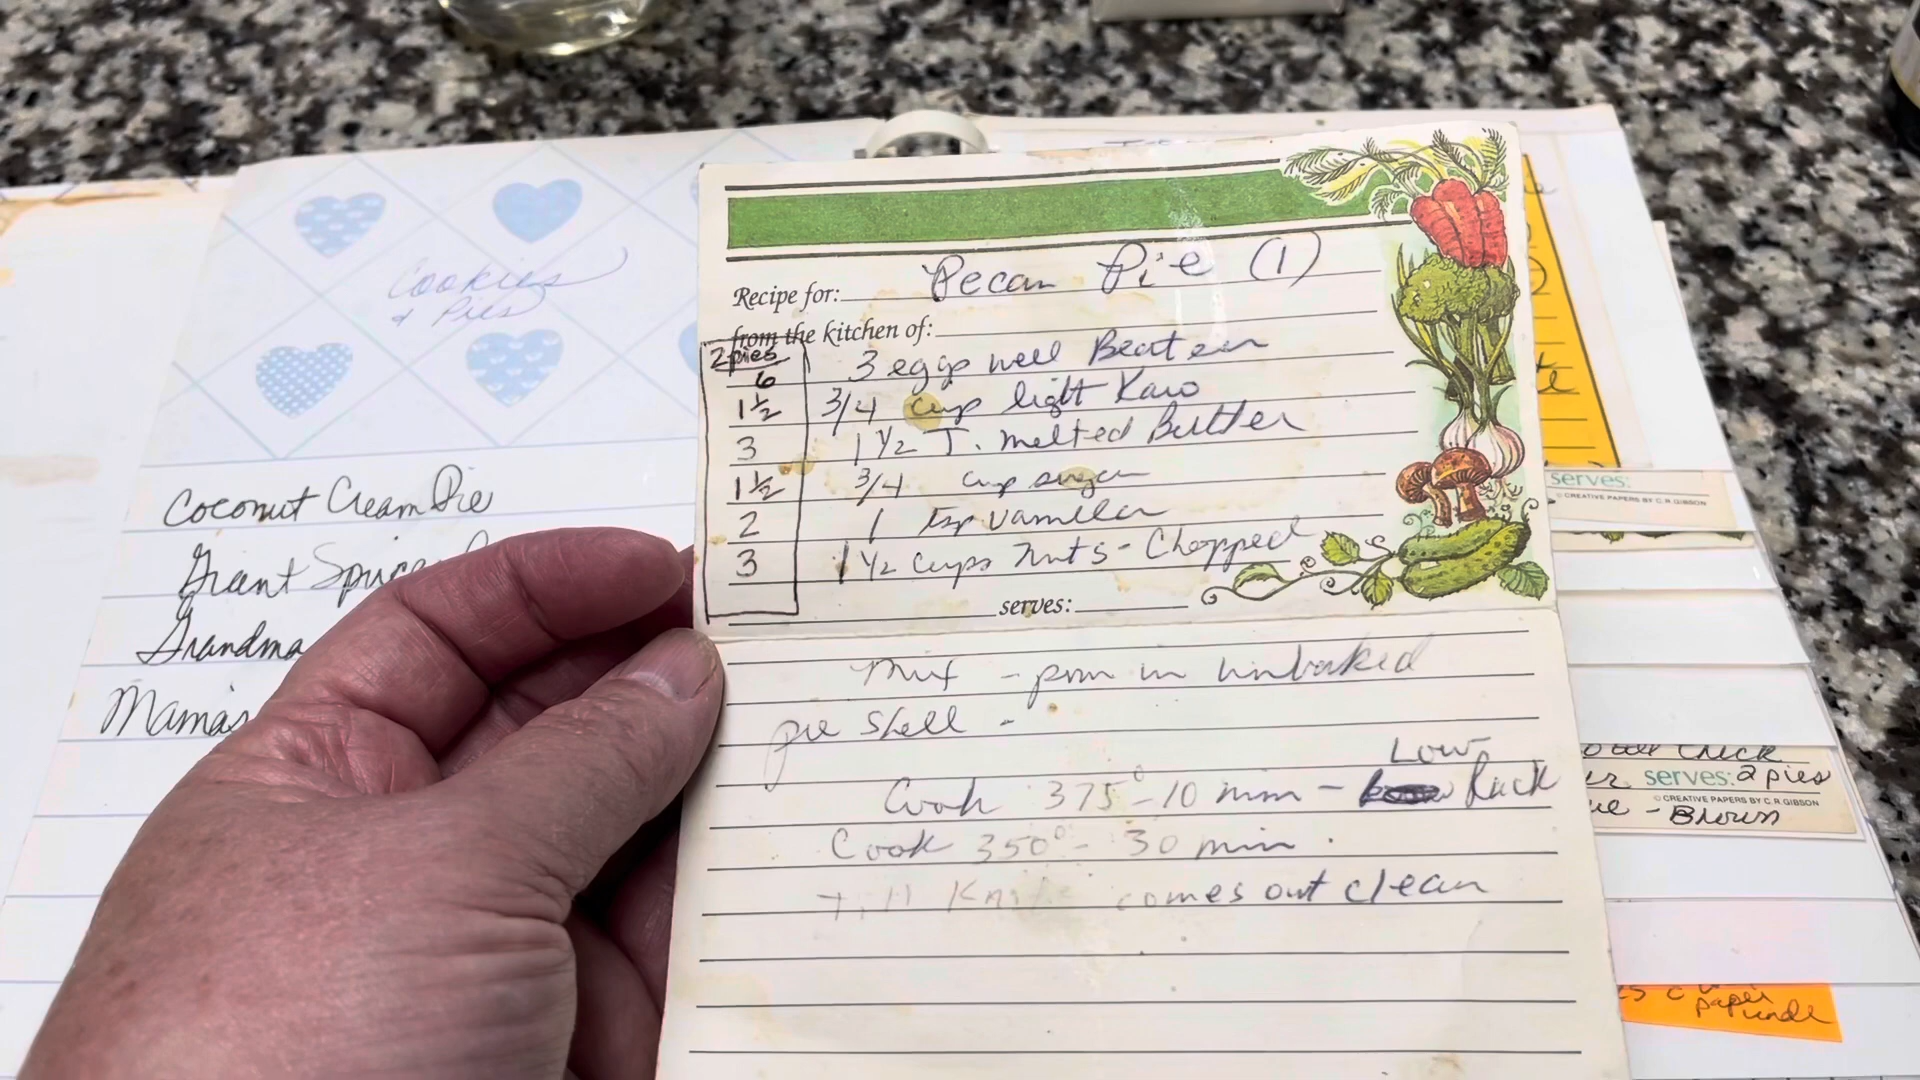 Cookies
& Pies
Coconut Cream Pie
Grant Spice
Grandma
Mamas
Recipe for: Pecan Pie (1)
from the kitchen of:
2 pies
6 3 eggs well Beaten
1 1/2 3/4 cup light Karo
3 1 1/2 T. melted Butter
1 1/2 3/4 cup sugar
2 1 tsp vanilla
3 1 1/2 cups nuts - Chopped
serves:
Mix - pour in unbaked
pie shell -
Low
Cook 375° - 10 min - Rack
Cook 350° - 30 min.
till Knife comes out clean
te
serves:
© CREATIVE PAPERS BY C.R. GIBSON
serves: 2 pies
© CREATIVE PAPERS BY C.R. GIBSON
- Brown
paper